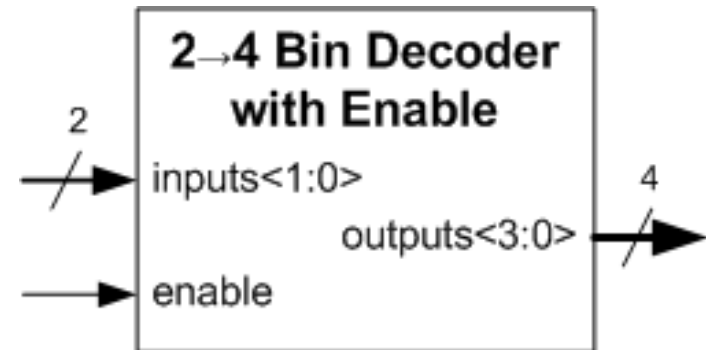 2→4 Bin Decoder
with Enable
2
inputs<1:0>
4
outputs<3:0>
enable